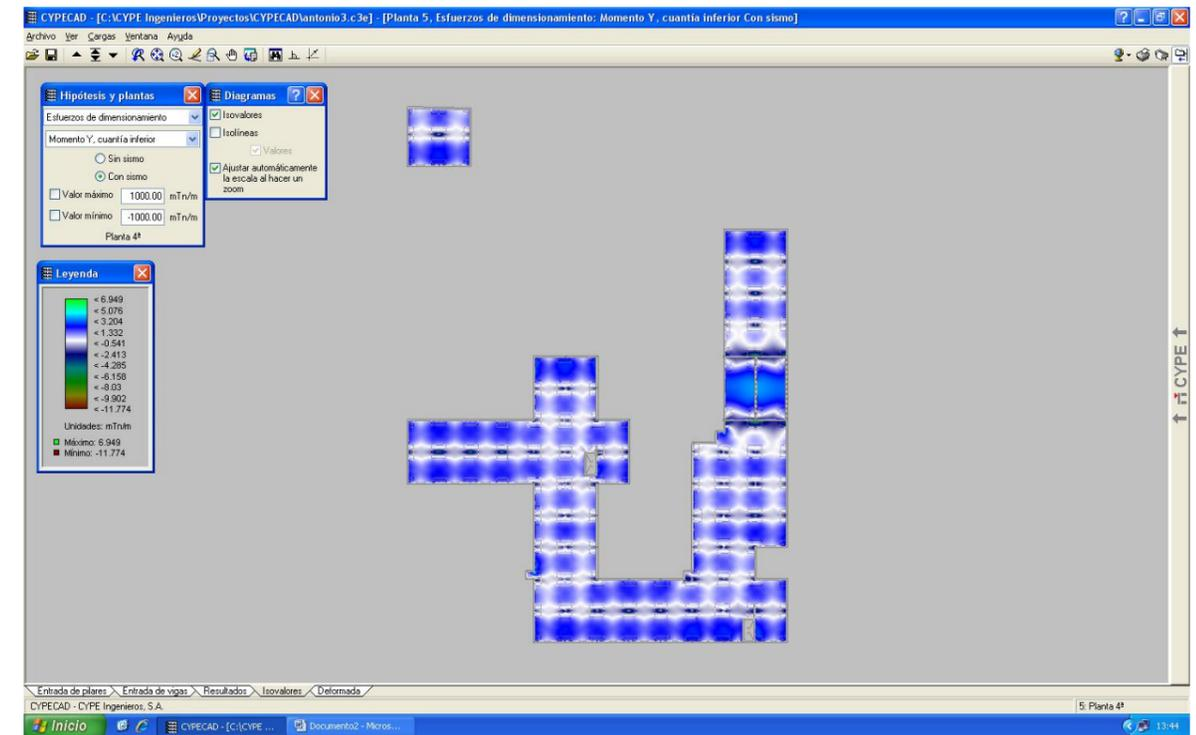 CYPECAD - [C:\CYPE Ingenieros\Proyectos\CYPECAD\antonio3.c3e] - [Planta 5, Esfuerzos de dimensionamiento: Momento Y, cuantía inferior Con sismo]
Archivo Ver Cargas Ventana Ayuda
Hipótesis y plantas
Esfuerzos de dimensionamiento
Momento Y, cuantía inferior
Sin sismo
Con sismo
Valor máximo 1000.00 mTn/m
Valor mínimo -1000.00 mTn/m
Planta 4ª
Diagramas
Isovalores
Isolíneas
Valores
Ajustar automáticamente
la escala al hacer un
zoom
Leyenda
< 6.949
< 5.076
< 3.204
< 1.332
< -0.541
< -2.413
< -4.285
< -6.158
< -8.03
< -9.902
< -11.774
Unidades: mTn/m
Máximo: 6.949
Mínimo: -11.774
CYPE
Entrada de pilares Entrada de vigas Resultados Isovalores Deformada
CYPECAD - CYPE Ingenieros, S.A.
5: Planta 4ª
Inicio
CYPECAD - [C:\CYPE ...
Documento2 - Micros...
13:44